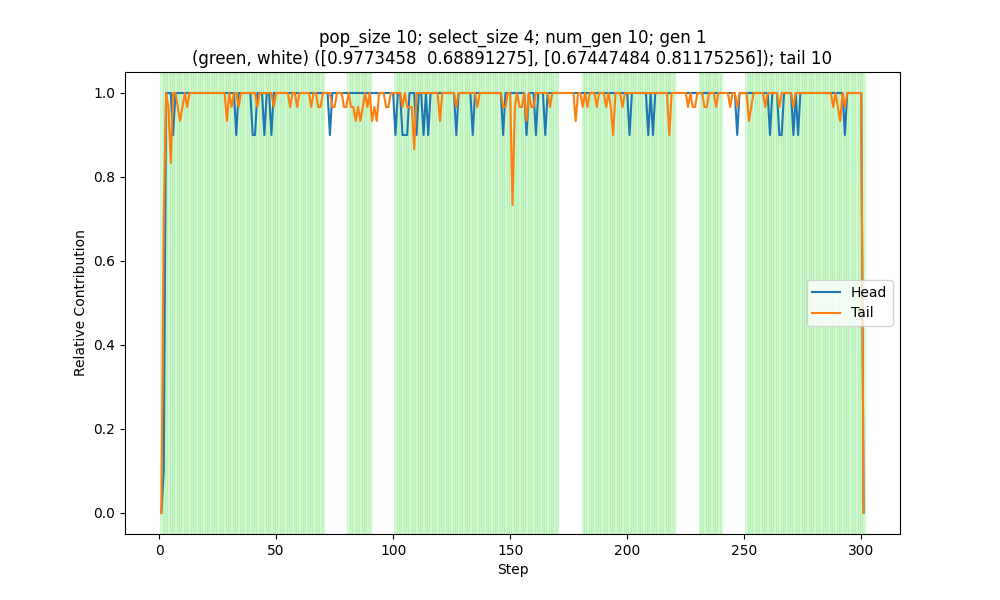 pop_size 10; select_size 4; num_gen 10; gen 1
(green, white) ([0.9773458  0.68891275], [0.67447484 0.81175256]); tail 10
1.0
0.8
0.6
0.4
0.2
0.0
Relative Contribution
Head
Tail
0 50 100 150 200 250 300
Step